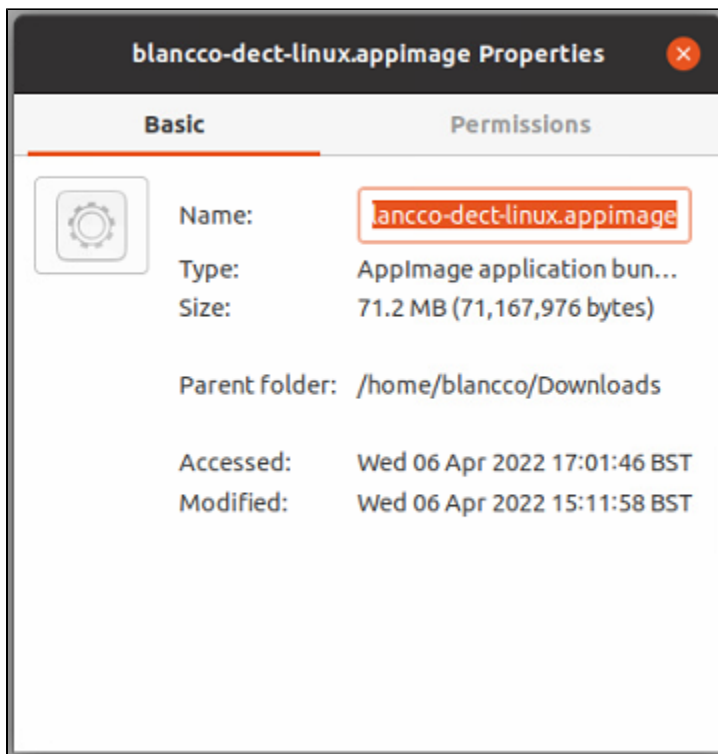 blancco-dect-linux.appimage Properties
Basic Permissions
Name: lancco-dect-linux.appimage
Type: AppImage application bun...
Size: 71.2 MB (71,167,976 bytes)
Parent folder: /home/blancco/Downloads
Accessed: Wed 06 Apr 2022 17:01:46 BST
Modified: Wed 06 Apr 2022 15:11:58 BST